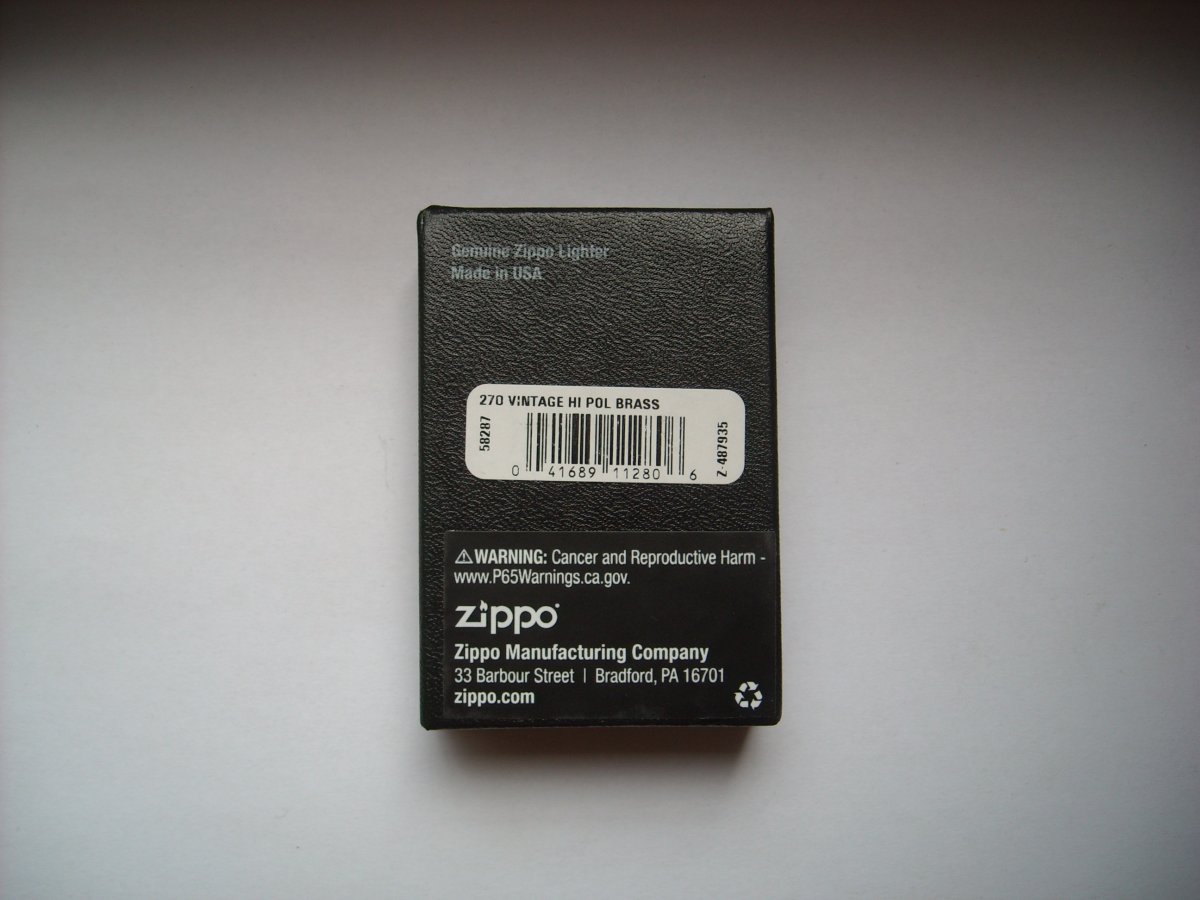 Genuine Zippo Lighter
Made in USA
270 VINTAGE HI POL BRASS
58287
0 41689 11280 6
Z-487935
⚠WARNING: Cancer and Reproductive Harm -
www.P65Warnings.ca.gov.
zippo
Zippo Manufacturing Company
33 Barbour Street | Bradford, PA 16701
zippo.com